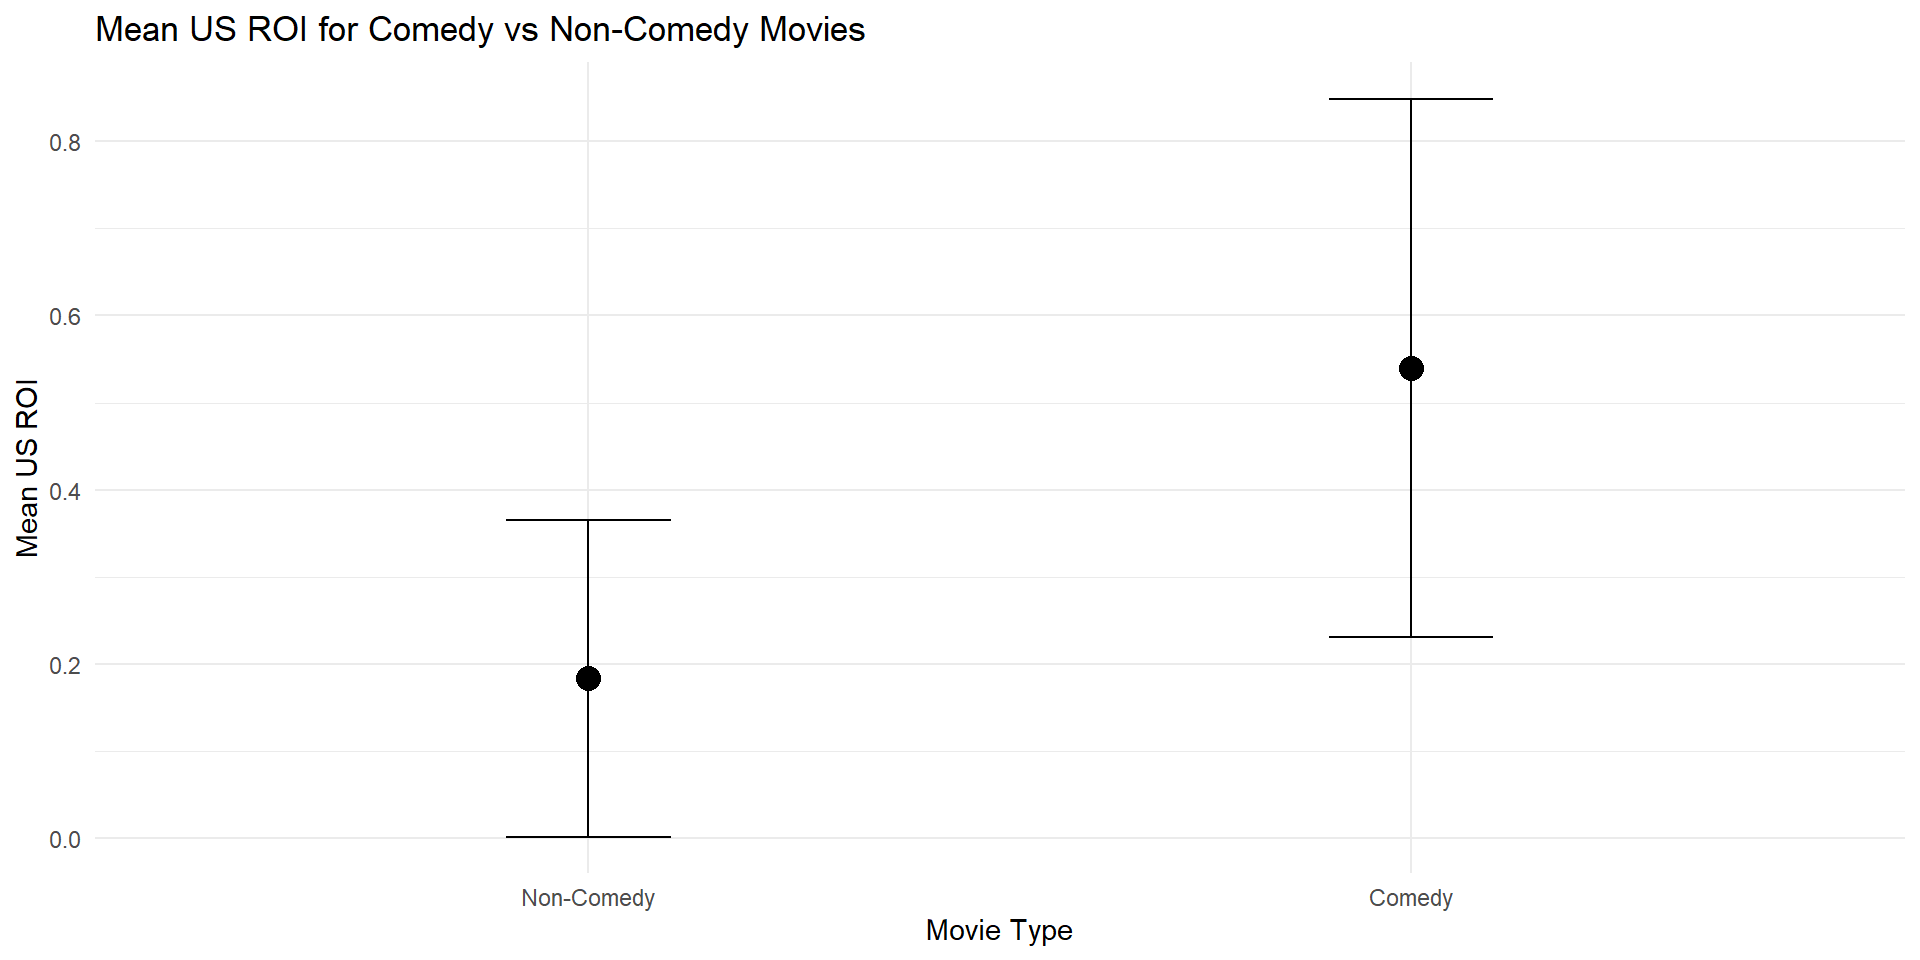 Mean US ROI for Comedy vs Non-Comedy Movies
Mean US ROI
0.8
0.6
0.4
0.2
0.0
Non-Comedy
Comedy
Movie Type